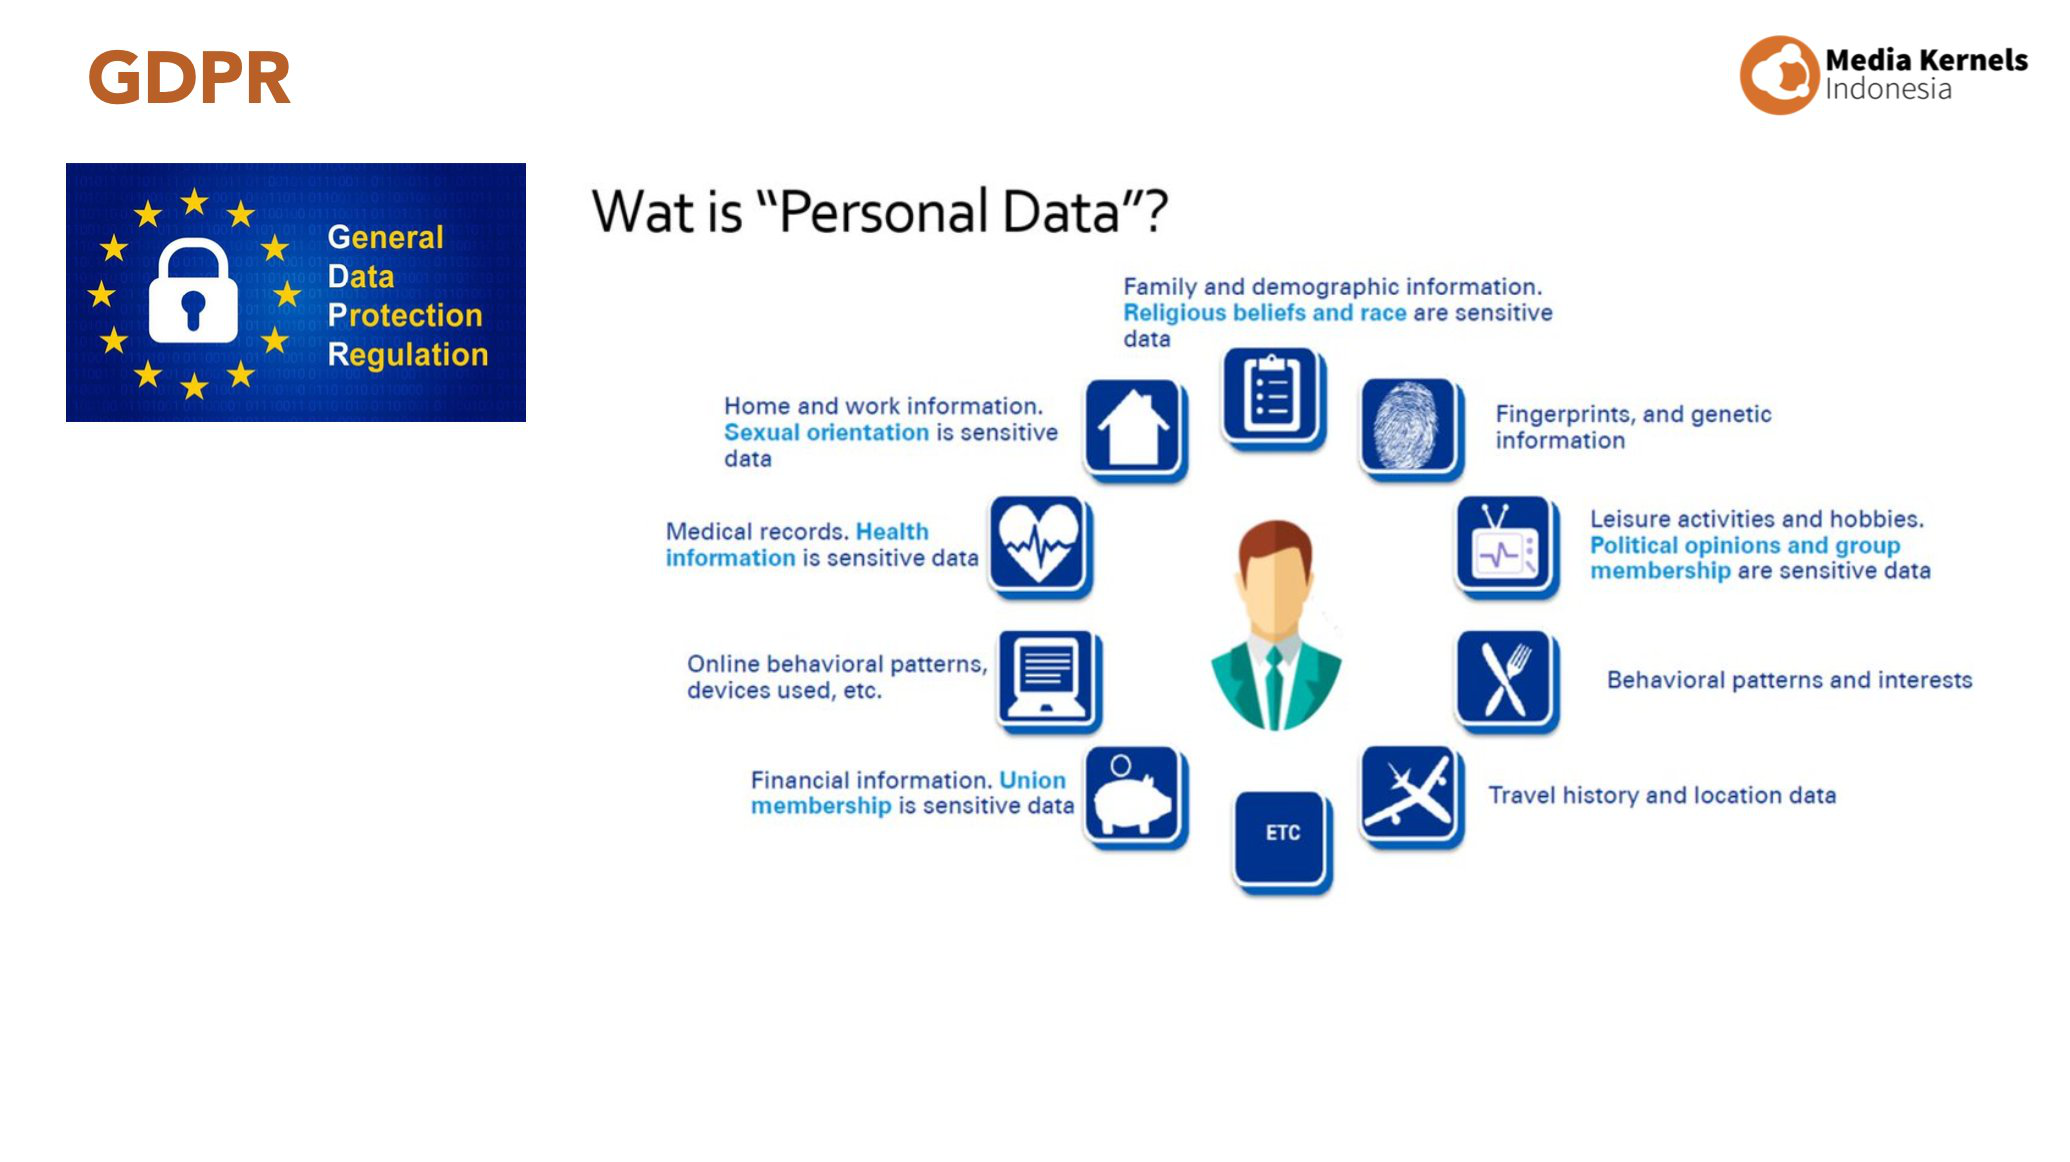 GDPR
Media Kernels
Indonesia
General
Data
Protection
Regulation
Wat is “Personal Data”?
Family and demographic information.
Religious beliefs and race are sensitive
data
Home and work information.
Sexual orientation is sensitive
data
Fingerprints, and genetic
information
Medical records. Health
information is sensitive data
Leisure activities and hobbies.
Political opinions and group
membership are sensitive data
Online behavioral patterns,
devices used, etc.
Behavioral patterns and interests
Financial information. Union
membership is sensitive data
Travel history and location data
ETC